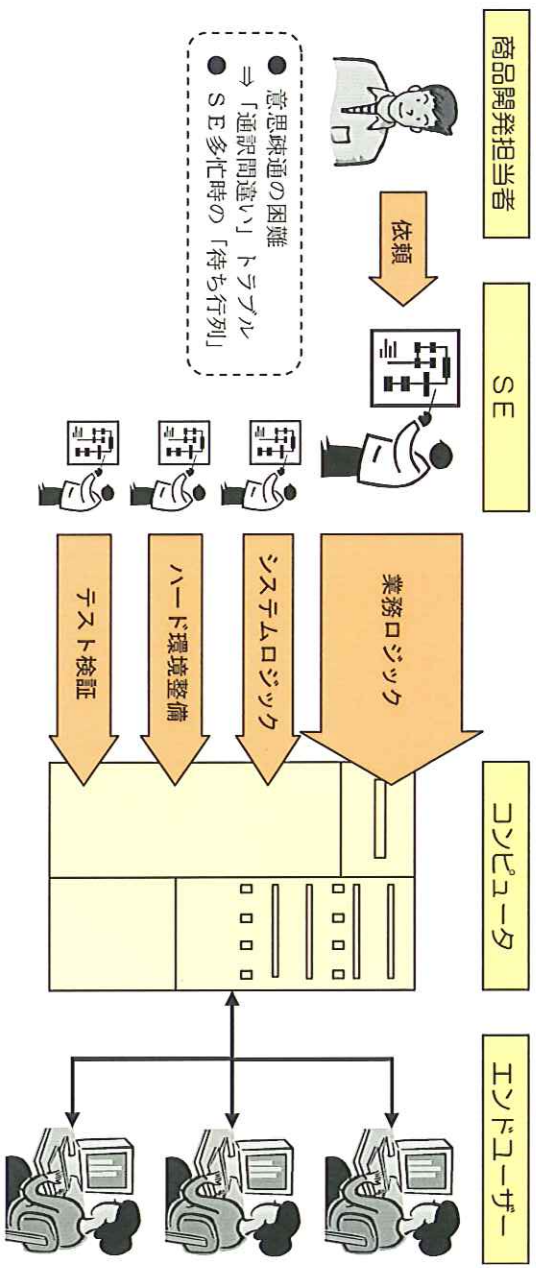 商品開発担当者
SE
コンピュータ
エンドユーザー
依頼
業務ロジック
システムロジック
ハード環境整備
テスト検証
● 意思疎通の困難
⇒「通訳間違い」トラブル
● SE多忙時の「待ち行列」